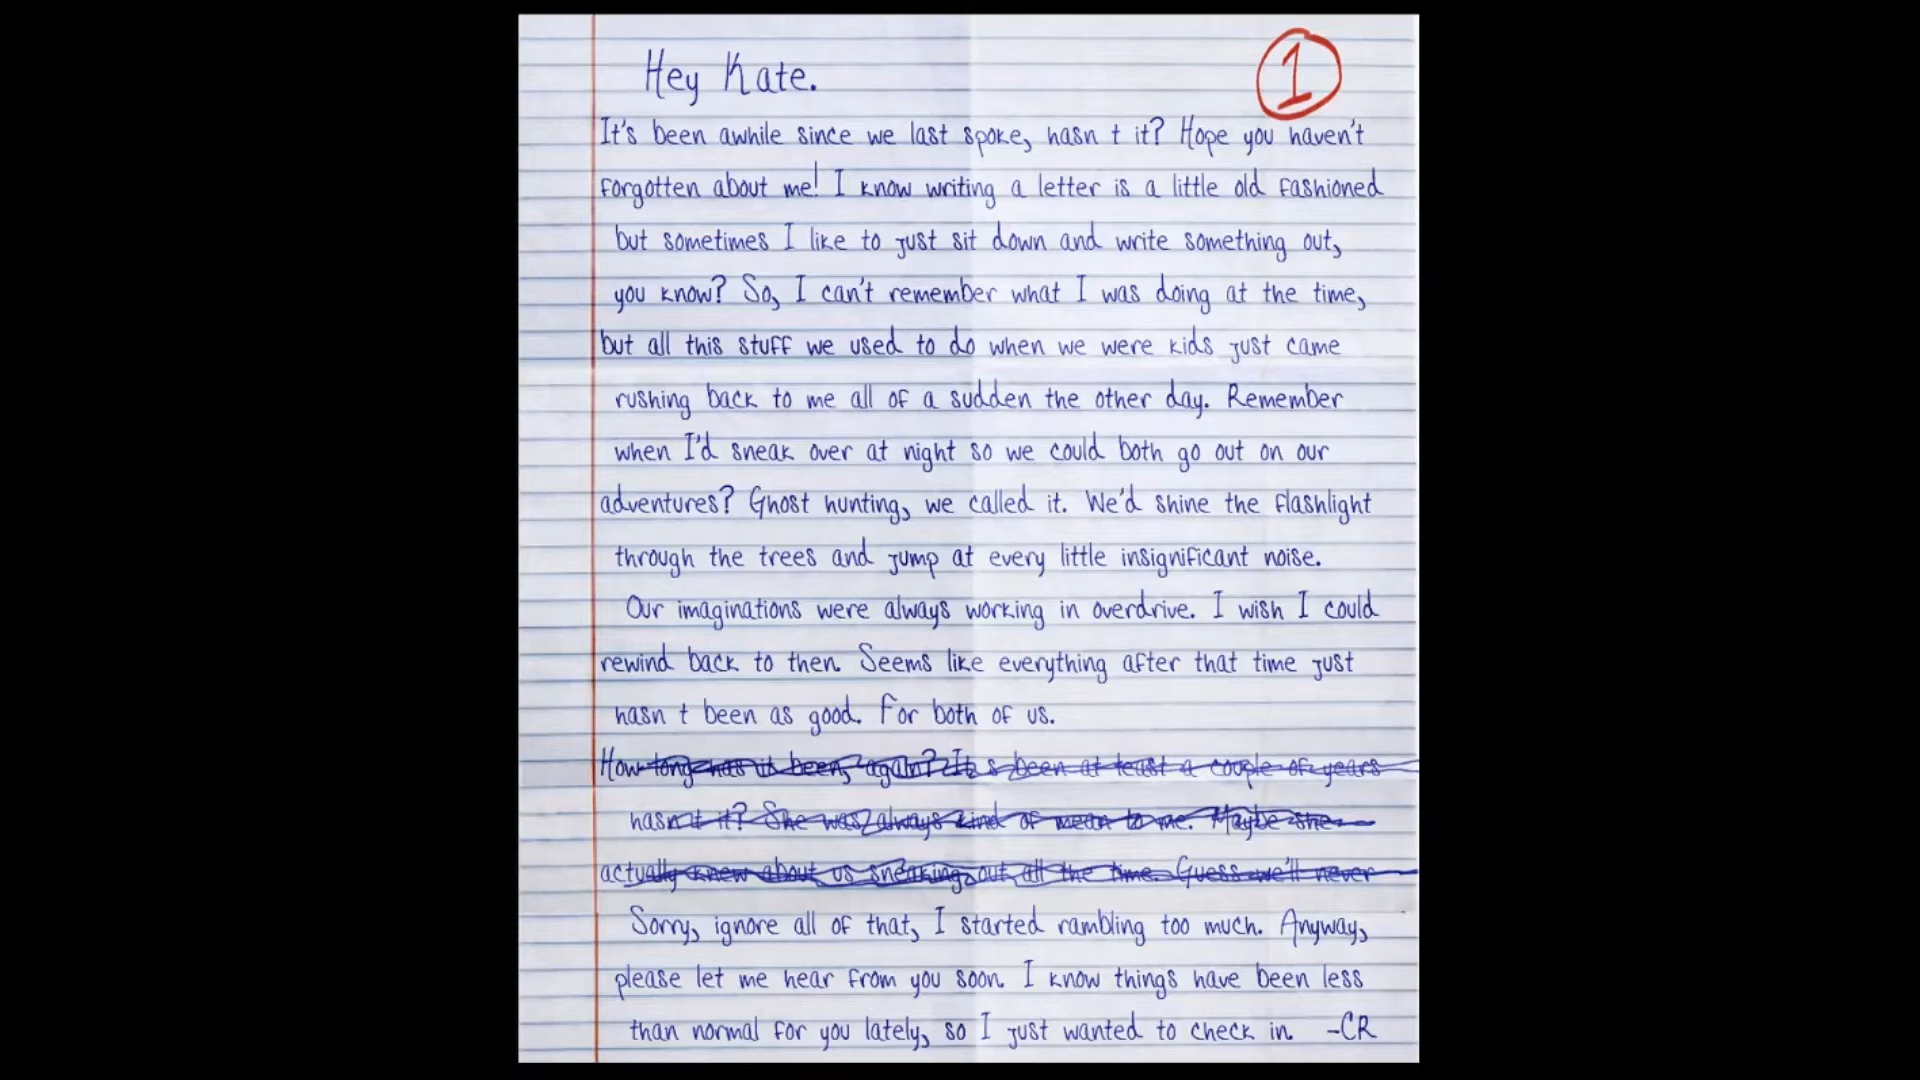 Hey Kate.
1
It's been awhile since we last spoke, hasn t it? Hope you haven't
forgotten about me! I know writing a letter is a little old fashioned
but sometimes I like to just sit down and write something out,
you know? So, I can't remember what I was doing at the time,
but all this stuff we used to do when we were kids just came
rushing back to me all of a sudden the other day. Remember
when I'd sneak over at night so we could both go out on our
adventures? Ghost hunting, we called it. We'd shine the flashlight
through the trees and jump at every little insignificant noise.
Our imaginations were always working in overdrive. I wish I could
rewind back to then. Seems like everything after that time just
hasn t been as good. For both of us.
How long has it been, again? It s been at least a couple of years
hasn t it? She was always kind of mean to me. Maybe she
actually knew about us sneaking out all the time. Guess we'll never
Sorry, ignore all of that, I started rambling too much. Anyway,
please let me hear from you soon. I know things have been less
than normal for you lately, so I just wanted to check in. -CR